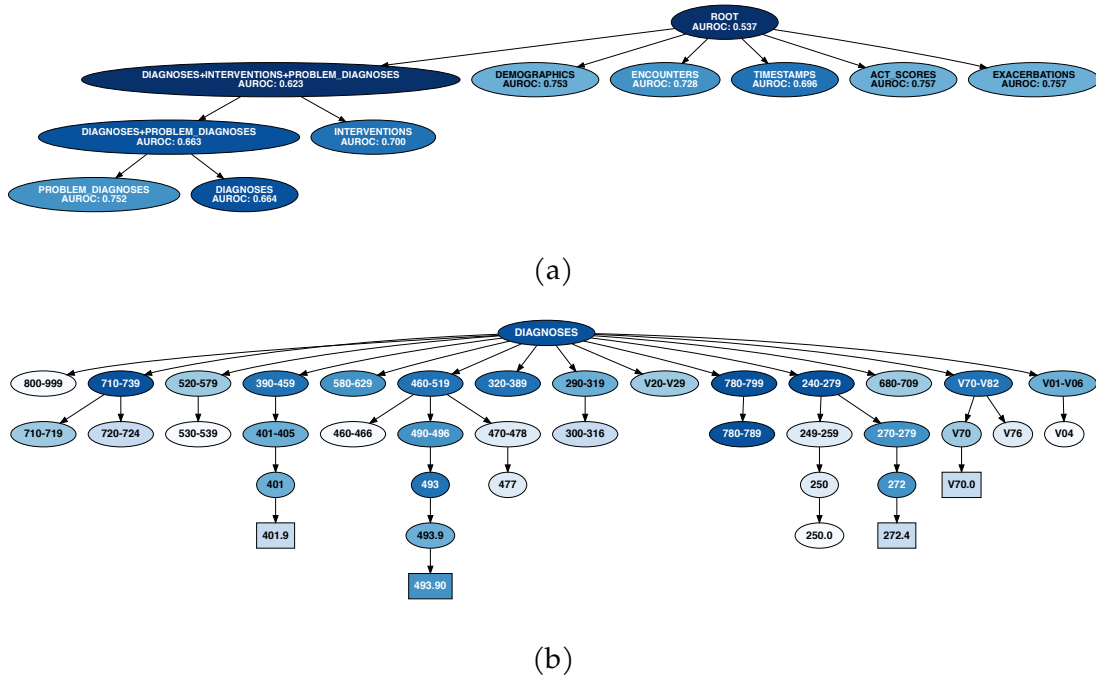 ROOT
AUROC: 0.537
DIAGNOSES+INTERVENTIONS+PROBLEM_DIAGNOSES
AUROC: 0.623
DEMOGRAPHICS
AUROC: 0.753
ENCOUNTERS
AUROC: 0.728
TIMESTAMPS
AUROC: 0.696
ACT_SCORES
AUROC: 0.757
EXACERBATIONS
AUROC: 0.757
DIAGNOSES+PROBLEM_DIAGNOSES
AUROC: 0.663
INTERVENTIONS
AUROC: 0.700
PROBLEM_DIAGNOSES
AUROC: 0.752
DIAGNOSES
AUROC: 0.664
(a)
DIAGNOSES
800-999 710-739 520-579 390-459 580-629 460-519 320-389 290-319 V20-V29 780-799 240-279 680-709 V70-V82 V01-V06
710-719 720-724 530-539 401-405 460-466 490-496 470-478 300-316 780-789 249-259 270-279 V70 V76 V04
401 493 477 250 272 V70.0
401.9 493.9 250.0 272.4
493.90
(b)